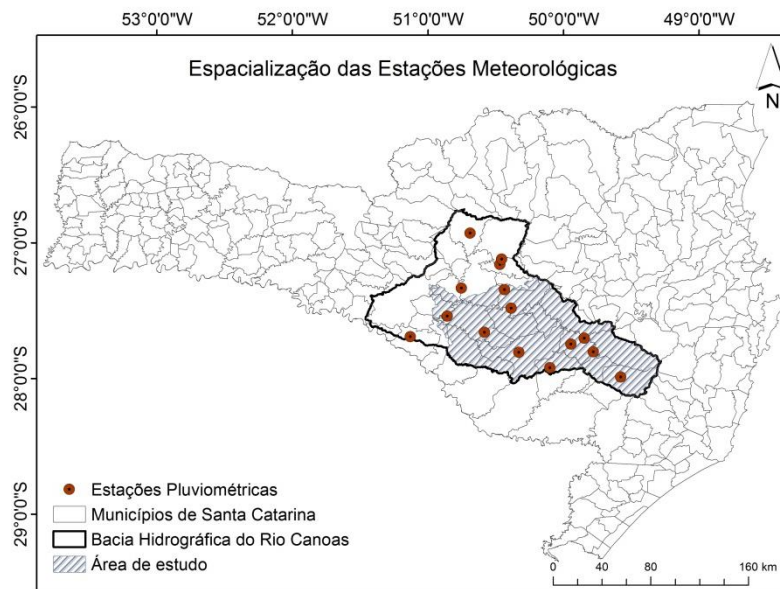 53°0'0"W 52°0'0"W 51°0'0"W 50°0'0"W 49°0'0"W
Espacialização das Estações Meteorológicas
N
26°0'0"S
27°0'0"S
28°0'0"S
29°0'0"S
Estações Pluviométricas
Municípios de Santa Catarina
Bacia Hidrográfica do Rio Canoas
Área de estudo
0 40 80 160 km